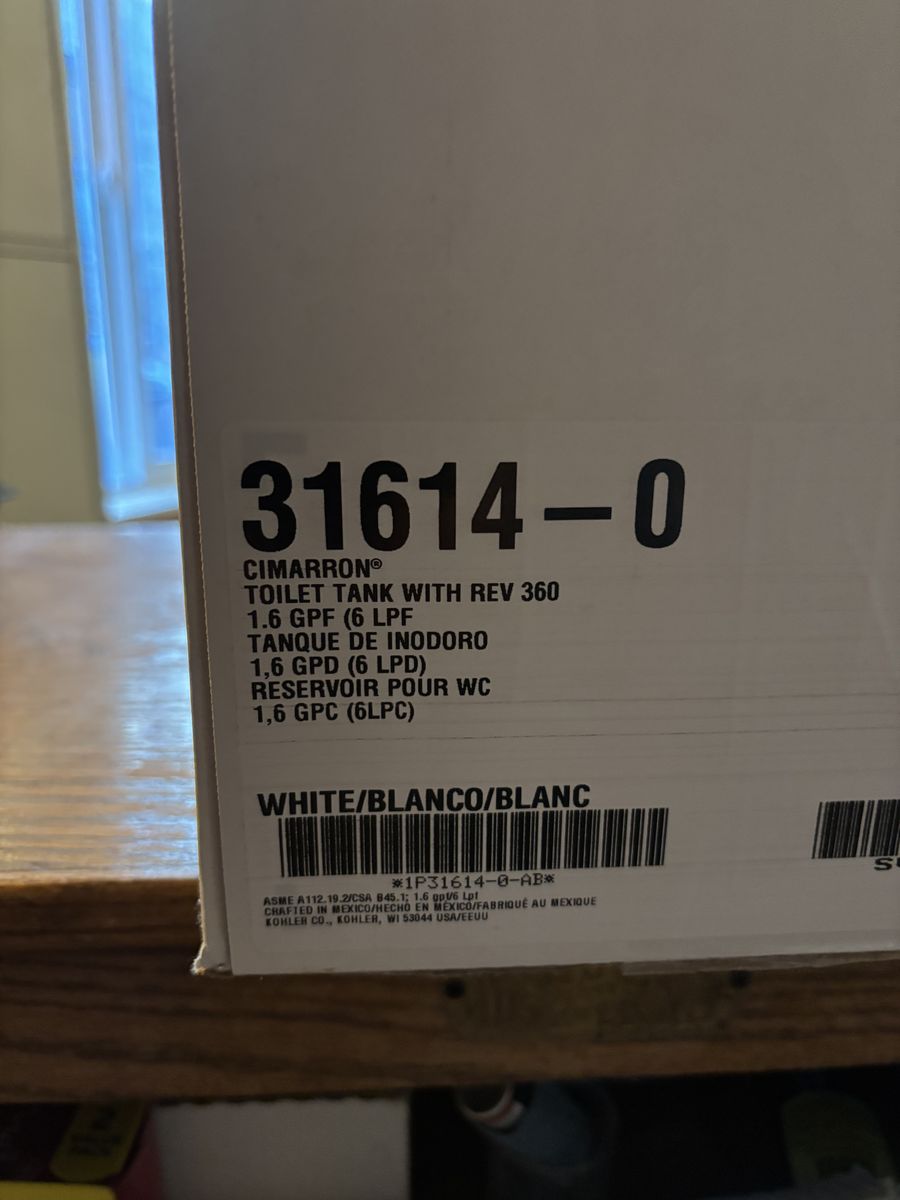 31614-0
CIMARRON®
TOILET TANK WITH REV 360
1.6 GPF (6 LPF
TANQUE DE INODORO
1,6 GPD (6 LPD)
RESERVOIR POUR WC
1,6 GPC (6LPC)
WHITE/BLANCO/BLANC
*1P31614-0-AB*
ASME A112.19.2/CSA B45.1; 1.6 gpf/6 Lpf
CRAFTED IN MEXICO/HECHO EN MÉXICO/FABRIQUÉ AU MEXIQUE
KOHLER CO., KOHLER, WI 53044 USA/EEUU